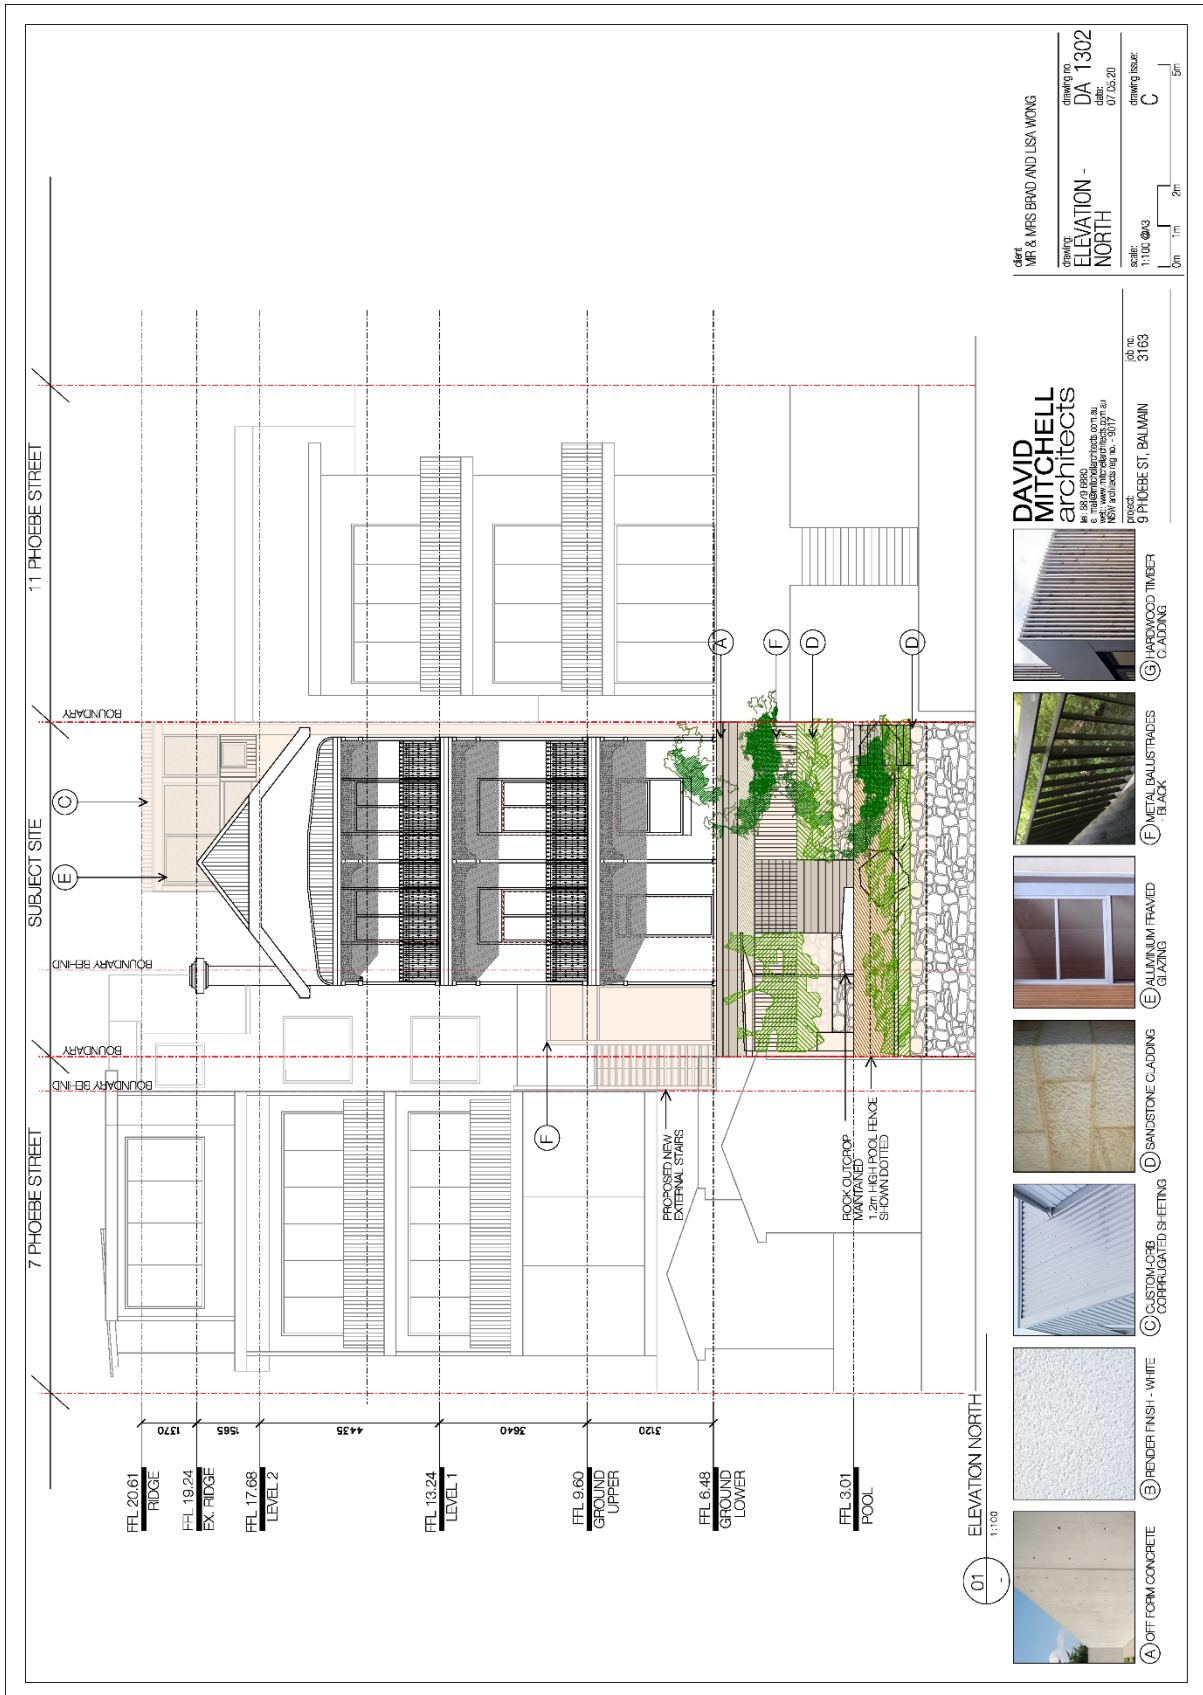 7 PHOEBE STREET
SUBJECT SITE
11 PHOEBE STREET
BOUNDARY BEHIND
BOUNDARY
BOUNDARY BEHIND
BOUNDARY
E
C
FFL 20.61
RIDGE
1370
FFL 19.24
EX. RIDGE
1565
FFL 17.68
LEVEL 2
4435
FFL 13.24
LEVEL 1
3640
FFL 9.60
GROUND
UPPER
3120
FFL 6.48
GROUND
LOWER
FFL 3.01
POOL
F
PROPOSED NEW
EXTERNAL STAIRS
ROCK OUTCROP
MAINTAINED
1.2m HIGH POOL FENCE
SHOWN DOTTED
A
F
D
D
01
-
ELEVATION NORTH
1:100
A OFF FORM CONCRETE
B RENDER FINISH - WHITE
C CUSTOM-ORB
CORRUGATED SHEETING
D SANDSTONE CLADDING
E ALUMINIUM FRAMED
GLAZING
F METAL BALUSTRADES
- BLACK
G HARDWOOD TIMBER
CLADDING
DAVID
MITCHELL
architects
NSW architects reg no. - 9017
project:
9 PHOEBE ST, BALMAIN
job no.
3163
client
MR & MRS BRAD AND LISA WONG
drawing:
ELEVATION -
NORTH
drawing no.
DA 1302
date:
07.05.20
scale:
1:100 @A3
drawing issue:
C
0m 1m 2m 5m